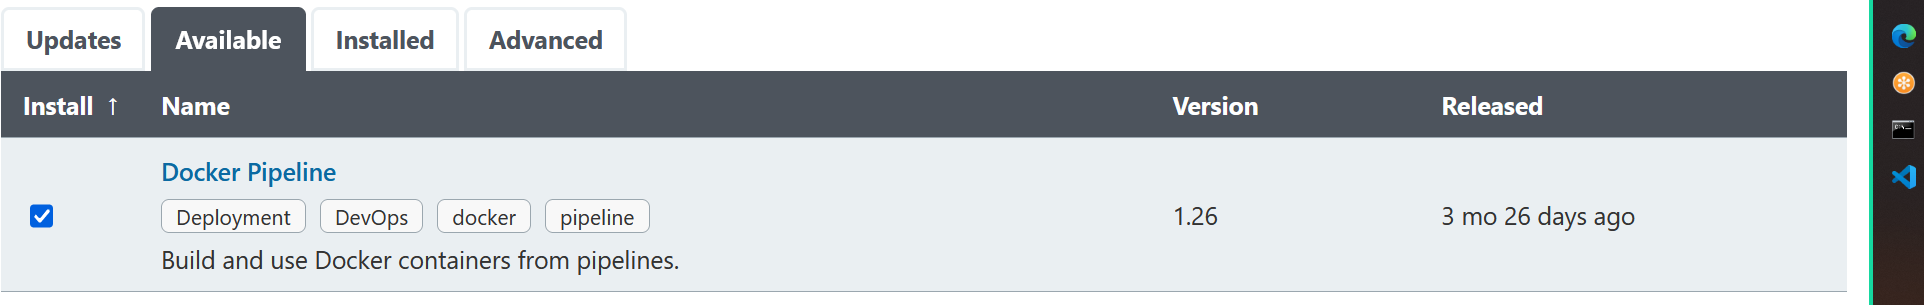 Updates Available Installed Advanced
Install ↑ Name Version Released
Docker Pipeline
Deployment DevOps docker pipeline
1.26 3 mo 26 days ago
Build and use Docker containers from pipelines.